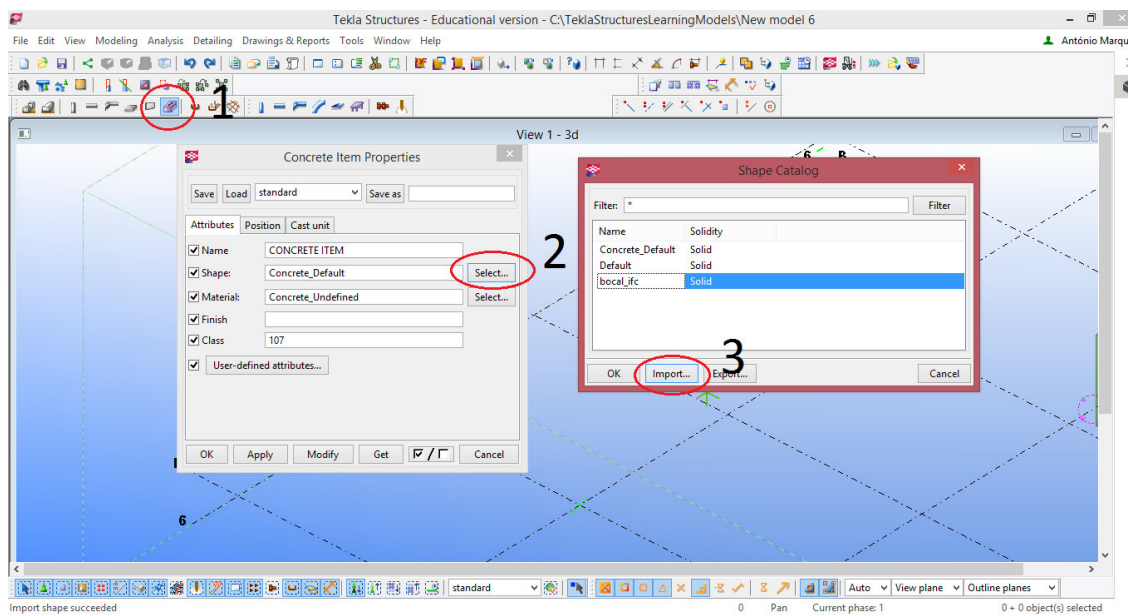 Tekla Structures - Educational version - C:\TeklaStructuresLearningModels\New model 6
File Edit View Modeling Analysis Detailing Drawings & Reports Tools Window Help
António Marqu
1
View 1 - 3d
6 B
Concrete Item Properties
Save Load standard Save as
Attributes Position Cast unit
Name CONCRETE ITEM
Shape: Concrete_Default Select...
2
Material: Concrete_Undefined Select...
Finish
Class 107
User-defined attributes...
OK Apply Modify Get Cancel
Shape Catalog
Filter: * Filter
Name Solidity
Concrete_Default Solid
Default Solid
bocal_ifc Solid
3
OK Import... Export... Cancel
6
standard
Auto View plane Outline planes
Import shape succeeded
0 Pan Current phase: 1 0 + 0 object(s) selected